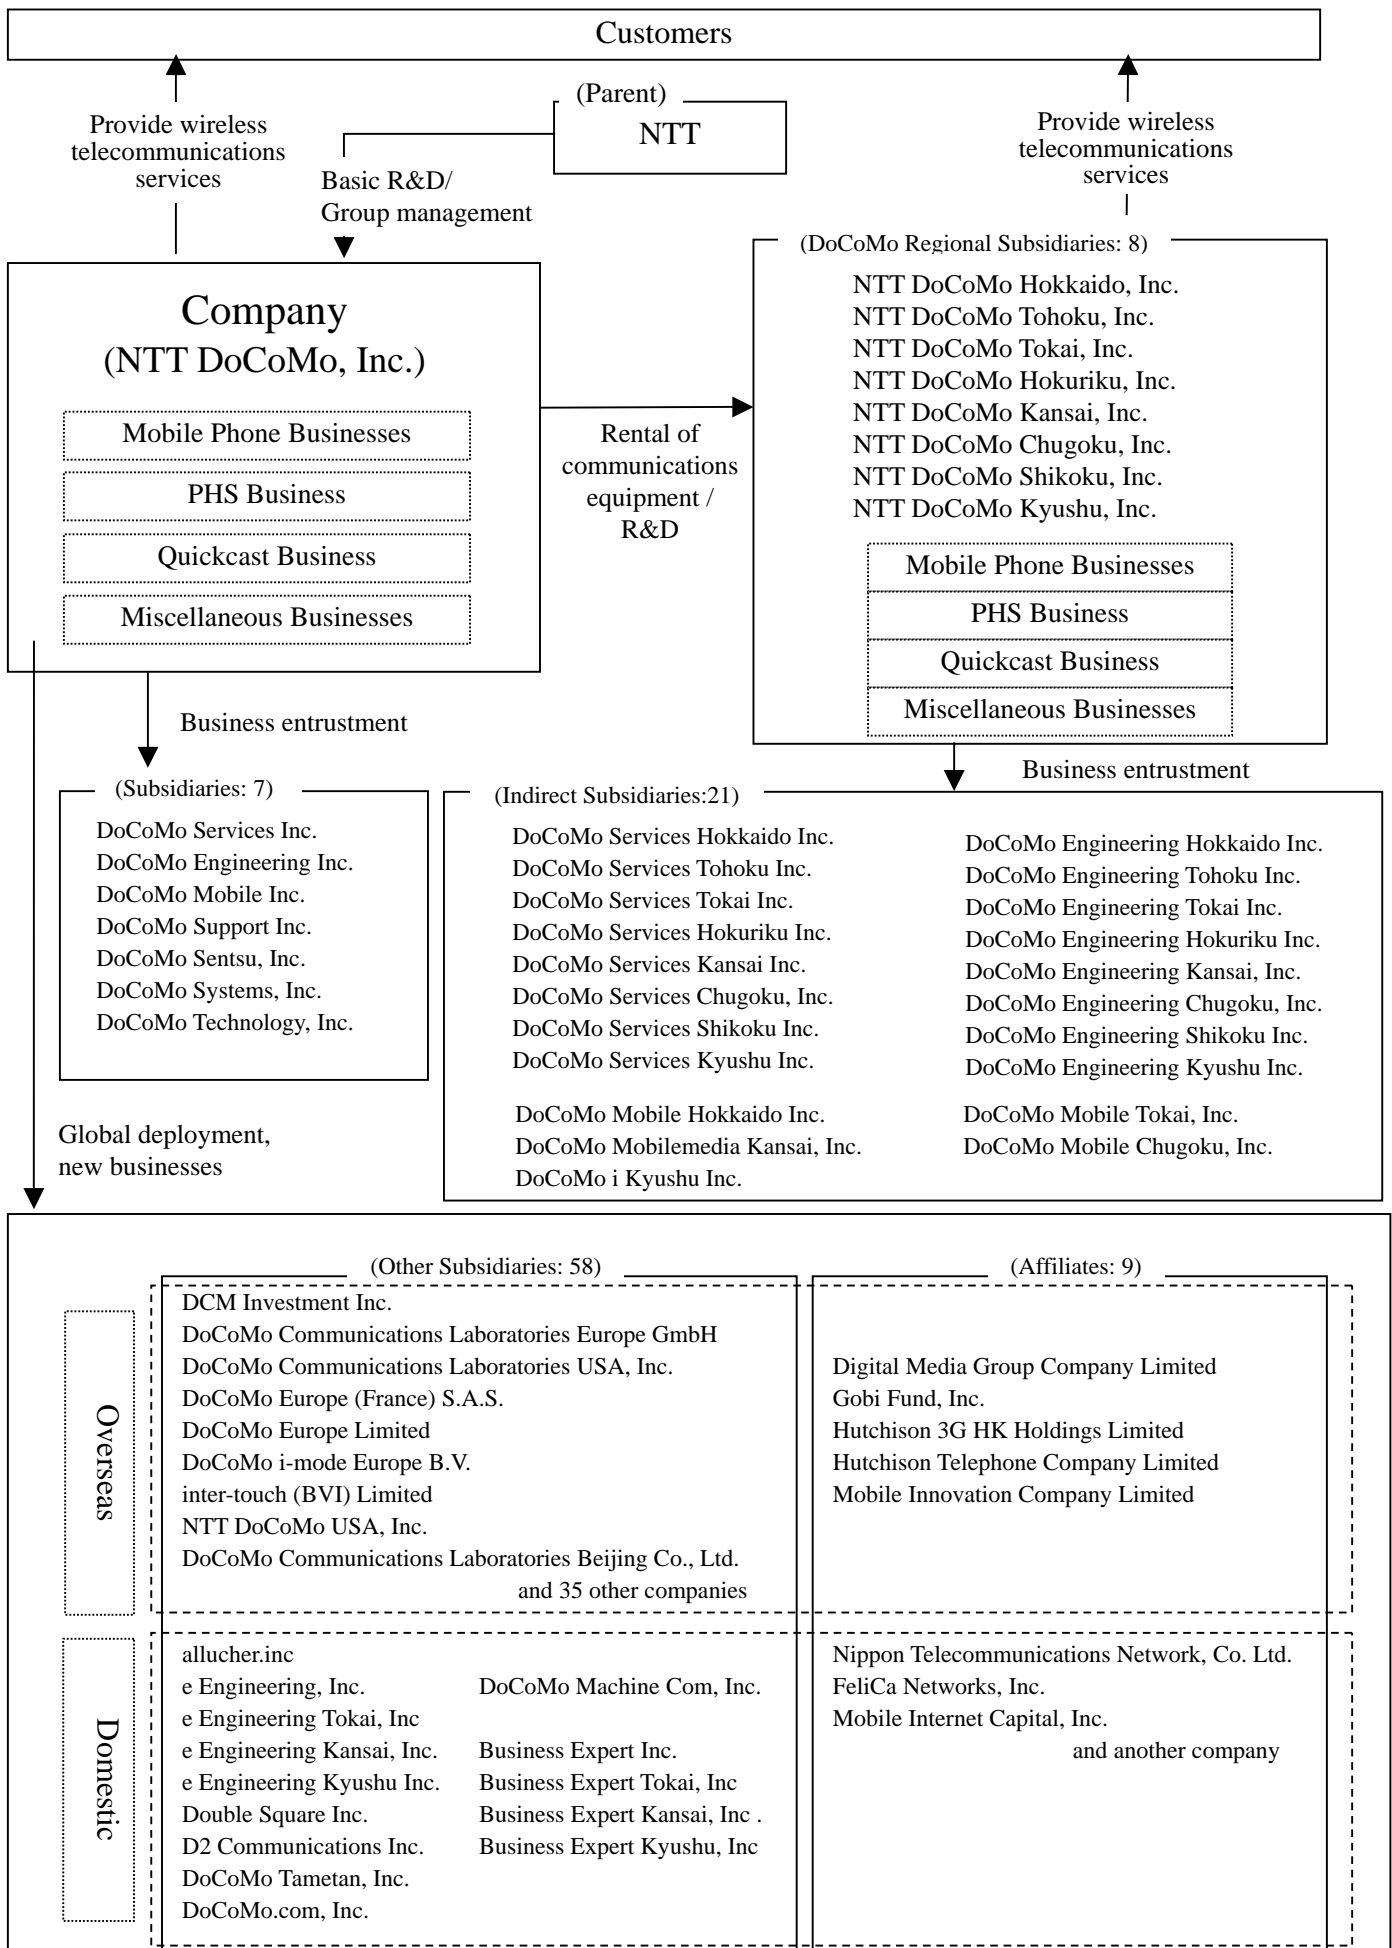 Customers
(Parent)
NTT
Provide wireless
telecommunications
services
Basic R&D/
Group management
Provide wireless
telecommunications
services
Company
(NTT DoCoMo, Inc.)
Mobile Phone Businesses
PHS Business
Quickcast Business
Miscellaneous Businesses
Rental of
communications
equipment /
R&D
(DoCoMo Regional Subsidiaries: 8)
NTT DoCoMo Hokkaido, Inc.
NTT DoCoMo Tohoku, Inc.
NTT DoCoMo Tokai, Inc.
NTT DoCoMo Hokuriku, Inc.
NTT DoCoMo Kansai, Inc.
NTT DoCoMo Chugoku, Inc.
NTT DoCoMo Shikoku, Inc.
NTT DoCoMo Kyushu, Inc.
Mobile Phone Businesses
PHS Business
Quickcast Business
Miscellaneous Businesses
Business entrustment
Business entrustment
(Subsidiaries: 7)
DoCoMo Services Inc.
DoCoMo Engineering Inc.
DoCoMo Mobile Inc.
DoCoMo Support Inc.
DoCoMo Sentsu, Inc.
DoCoMo Systems, Inc.
DoCoMo Technology, Inc.
(Indirect Subsidiaries:21)
DoCoMo Services Hokkaido Inc.
DoCoMo Services Tohoku Inc.
DoCoMo Services Tokai Inc.
DoCoMo Services Hokuriku Inc.
DoCoMo Services Kansai Inc.
DoCoMo Services Chugoku, Inc.
DoCoMo Services Shikoku Inc.
DoCoMo Services Kyushu Inc.
DoCoMo Engineering Hokkaido Inc.
DoCoMo Engineering Tohoku Inc.
DoCoMo Engineering Tokai Inc.
DoCoMo Engineering Hokuriku Inc.
DoCoMo Engineering Kansai, Inc.
DoCoMo Engineering Chugoku, Inc.
DoCoMo Engineering Shikoku Inc.
DoCoMo Engineering Kyushu Inc.
DoCoMo Mobile Hokkaido Inc.
DoCoMo Mobilemedia Kansai, Inc.
DoCoMo i Kyushu Inc.
DoCoMo Mobile Tokai, Inc.
DoCoMo Mobile Chugoku, Inc.
Global deployment,
new businesses
(Other Subsidiaries: 58)
(Affiliates: 9)
Overseas
DCM Investment Inc.
DoCoMo Communications Laboratories Europe GmbH
DoCoMo Communications Laboratories USA, Inc.
DoCoMo Europe (France) S.A.S.
DoCoMo Europe Limited
DoCoMo i-mode Europe B.V.
inter-touch (BVI) Limited
NTT DoCoMo USA, Inc.
DoCoMo Communications Laboratories Beijing Co., Ltd.
and 35 other companies
Digital Media Group Company Limited
Gobi Fund, Inc.
Hutchison 3G HK Holdings Limited
Hutchison Telephone Company Limited
Mobile Innovation Company Limited
Domestic
allucher.inc
e Engineering, Inc.
e Engineering Tokai, Inc
e Engineering Kansai, Inc.
e Engineering Kyushu Inc.
Double Square Inc.
D2 Communications Inc.
DoCoMo Tametan, Inc.
DoCoMo.com, Inc.
DoCoMo Machine Com, Inc.
Business Expert Inc.
Business Expert Tokai, Inc
Business Expert Kansai, Inc .
Business Expert Kyushu, Inc
Nippon Telecommunications Network, Co. Ltd.
FeliCa Networks, Inc.
Mobile Internet Capital, Inc.
and another company